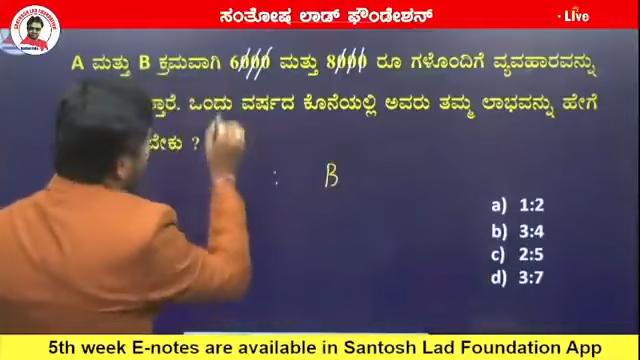 ಸಂತೋಷ ಲಾಡ್ ಫೌಂಡೇಶನ್
Live
A ಮತ್ತು B ಕ್ರಮವಾಗಿ 6000 ಮತ್ತು 8000 ರೂ ಗಳೊಂದಿಗೆ ವ್ಯವಹಾರವನ್ನು
ಒಂದು ವರ್ಷದ ಕೊನೆಯಲ್ಲಿ ಅವರು ತಮ್ಮ ಲಾಭವನ್ನು ಹೇಗೆ
?
: B
a) 1:2
b) 3:4
c) 2:5
d) 3:7
5th week E-notes are available in Santosh Lad Foundation App